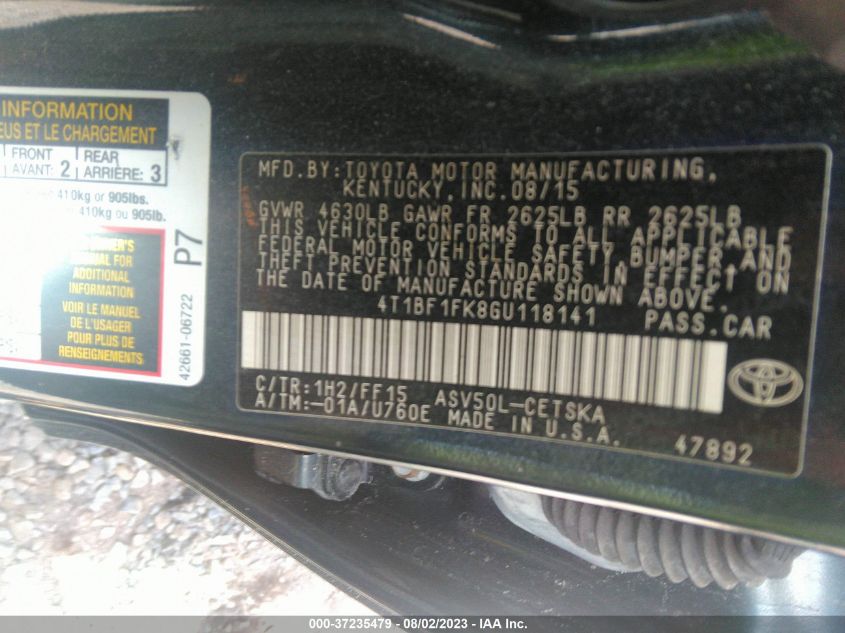 INFORMATION
EUS ET LE CHARGEMENT
FRONT
AVANT: 2
REAR
ARRIÈRE: 3
410kg or 905lbs.
410kg ou 905lb.
MANUAL FOR
ADDITIONAL
INFORMATION
VOIR LE MANUEL
DE L'USAGER
POUR PLUS DE
RENSEIGNEMENTS
P7
42661-06722
MFD.BY:TOYOTA MOTOR MANUFACTURING,
KENTUCKY, INC. 08/15
GVWR 4630LB GAWR FR 2625LB RR 2625LB
THIS VEHICLE CONFORMS TO ALL APPLICABLE
FEDERAL MOTOR VEHICLE SAFETY, BUMPER, AND
THEFT PREVENTION STANDARDS IN EFFECT ON
THE DATE OF MANUFACTURE SHOWN ABOVE.
4T1BF1FK8GU118141 PASS.CAR
C/TR:1H2/FF15 ASV50L-CETSKA
A/TM:-01A/U760E MADE IN U.S.A.
47892
000-37235479 - 08/02/2023 - IAA Inc.